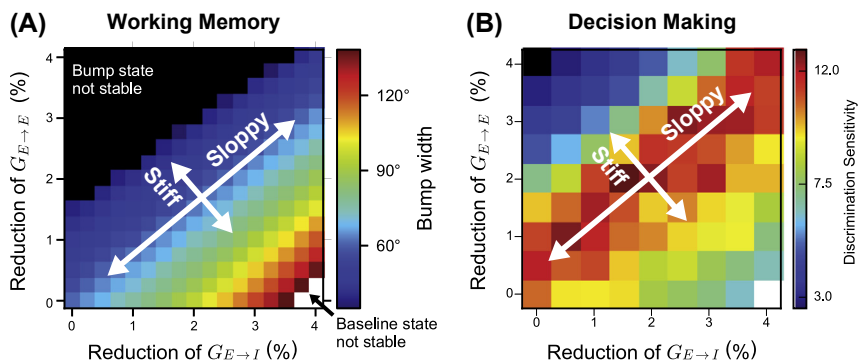 (A) Working Memory
Bump state
not stable
Sloppy
Stiff
4
3
2
1
0
Reduction of G_{E→E} (%)
0 1 2 3 4
Reduction of G_{E→I} (%)
120°
90°
60°
Bump width
Baseline state
not stable
(B) Decision Making
Sloppy
Stiff
4
3
2
1
0
Reduction of G_{E→E} (%)
0 1 2 3 4
Reduction of G_{E→I} (%)
12.0
7.5
3.0
Discrimination Sensitivity